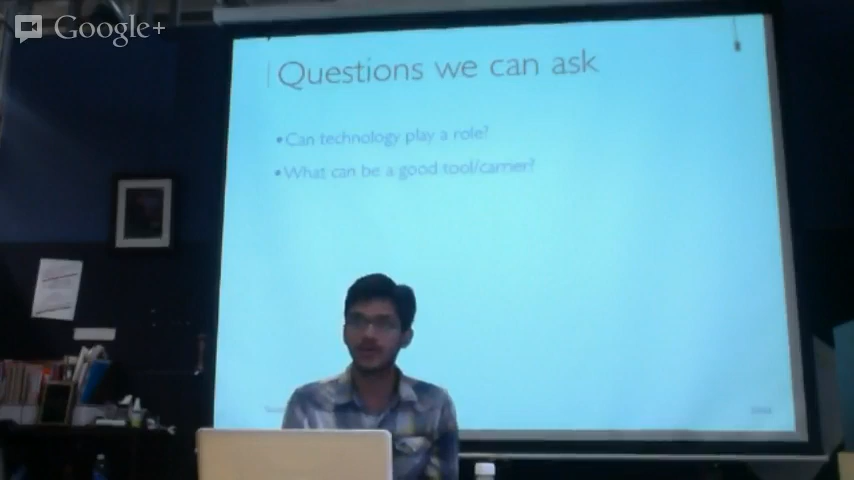 Google+
Questions we can ask
•Can technology play a role?
•What can be a good tool/carrier?